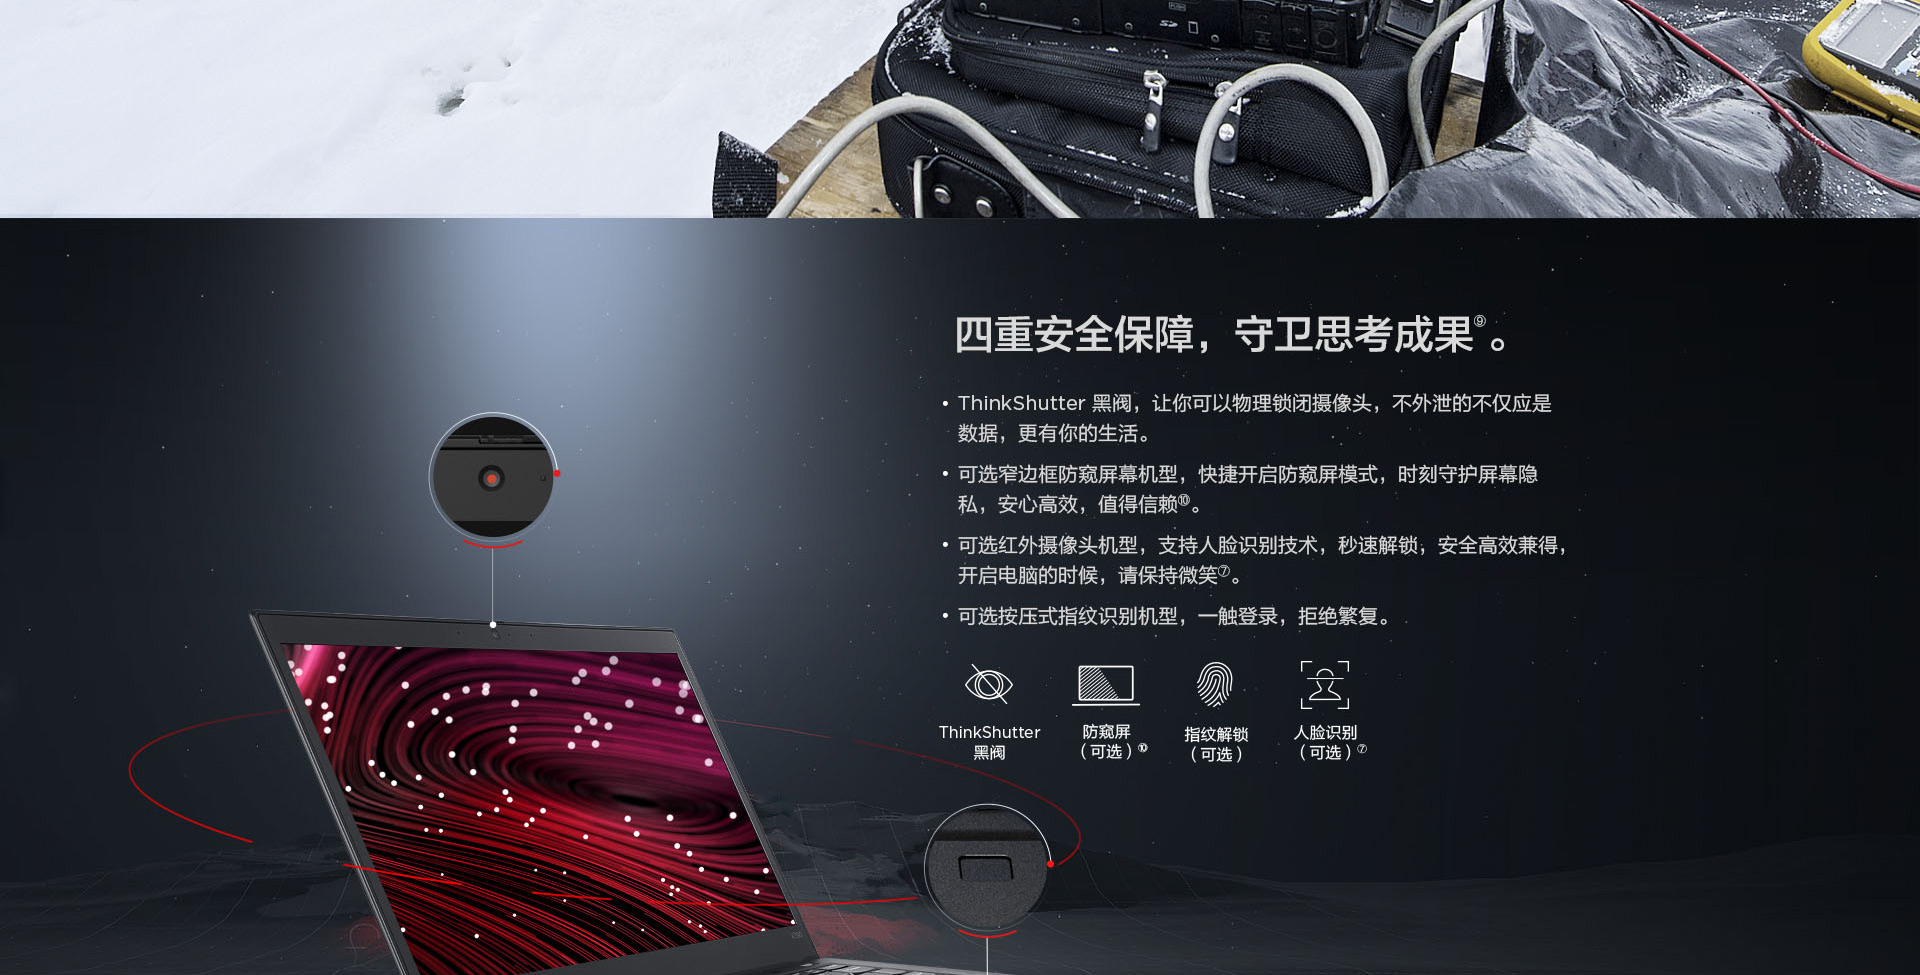 四重安全保障，守卫思考成果⑨。
• ThinkShutter 黑阀，让你可以物理锁闭摄像头，不外泄的不仅应是
数据，更有你的生活。
• 可选窄边框防窥屏幕机型，快捷开启防窥屏模式，时刻守护屏幕隐
私，安心高效，值得信赖⑩。
• 可选红外摄像头机型，支持人脸识别技术，秒速解锁，安全高效兼得，
开启电脑的时候，请保持微笑⑦。
• 可选按压式指纹识别机型，一触登录，拒绝繁复。
ThinkShutter
黑阀
防窥屏
（可选）⑩
指纹解锁
（可选）
人脸识别
（可选）⑦